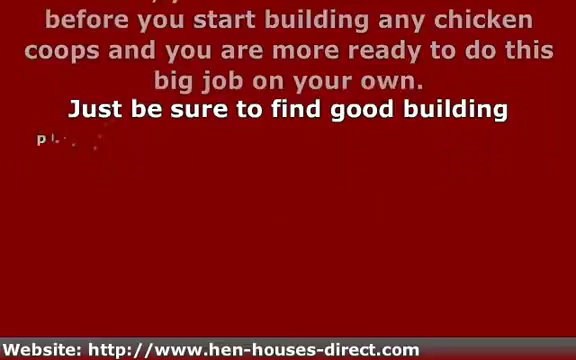 before you start building any chicken
coops and you are more ready to do this
big job on your own.
Just be sure to find good building
Website: http://www.hen-houses-direct.com